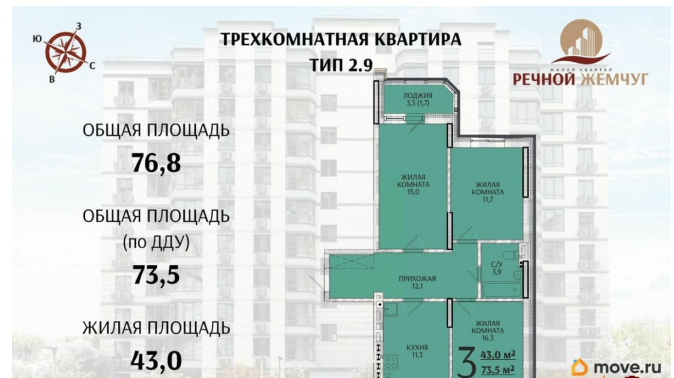 З
Ю
С
В
ТРЕХКОМНАТНАЯ КВАРТИРА
ТИП 2.9
ЖИЛОЙ КВАРТАЛ
РЕЧНОЙ ЖЕМЧУГ
ОБЩАЯ ПЛОЩАДЬ
76,8
ОБЩАЯ ПЛОЩАДЬ
(по ДДУ)
73,5
ЖИЛАЯ ПЛОЩАДЬ
43,0
ЛОДЖИЯ
3,5 (1,7)
ЖИЛАЯ
КОМНАТА
15,0
ЖИЛАЯ
КОМНАТА
11,7
С/У
3,9
ПРИХОЖАЯ
12,1
КУХНЯ
11,3
ЖИЛАЯ
КОМНАТА
16,3
3
43,0 М²
73,5 М²
move.ru